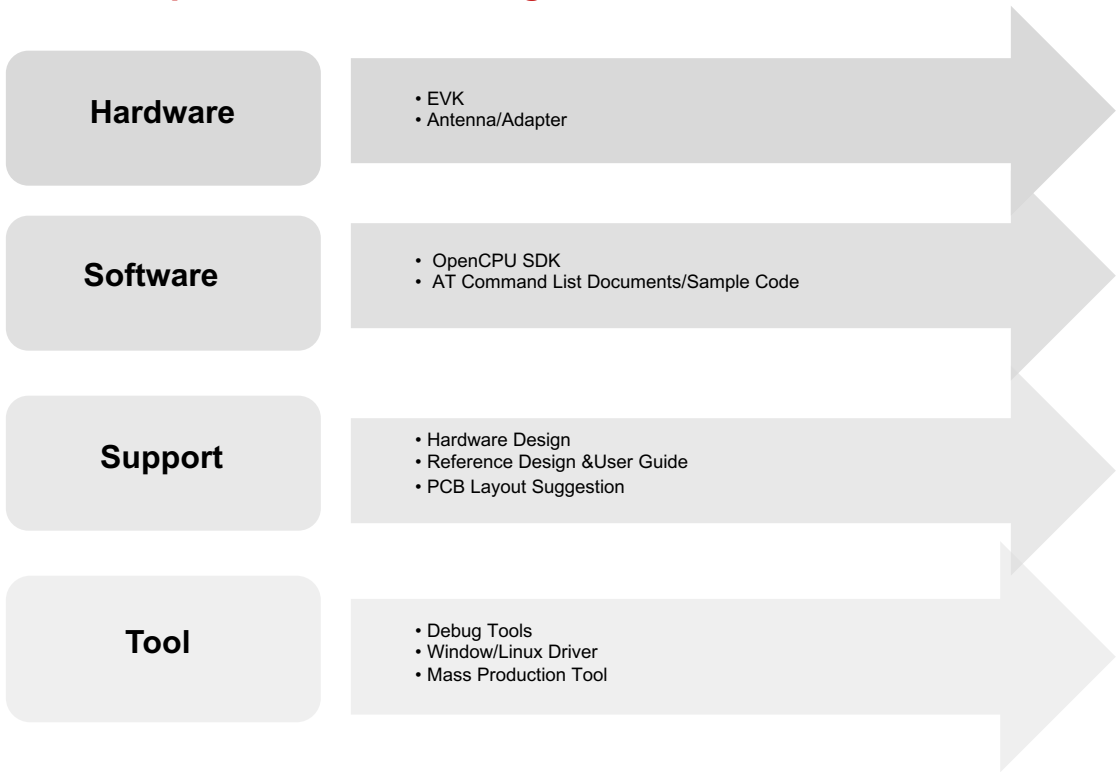 Hardware
• EVK
• Antenna/Adapter
Software
• OpenCPU SDK
• AT Command List Documents/Sample Code
Support
• Hardware Design
• Reference Design &User Guide
• PCB Layout Suggestion
Tool
• Debug Tools
• Window/Linux Driver
• Mass Production Tool